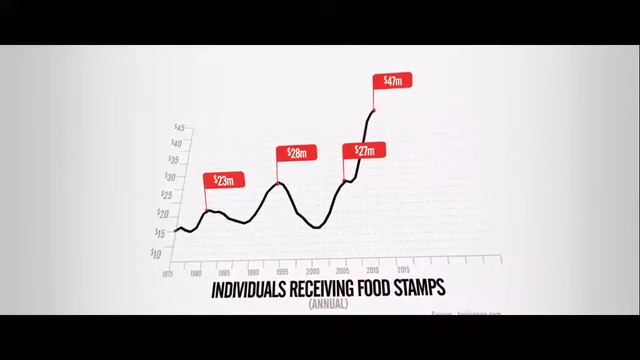 $47m
$45
$40
$35
$30
$25
$20
$15
$10
$23m
$28m
$27m
1975 1980 1985 1990 1995 2000 2005 2010 2015
INDIVIDUALS RECEIVING FOOD STAMPS
(ANNUAL)